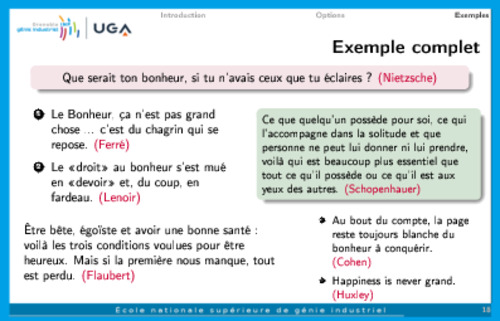 Grenoble
génie industriel
UGA
Introduction
Options
Exemples
Exemple complet
Que serait ton bonheur, si tu n'avais ceux que tu éclaires ? (Nietzsche)
1 Le Bonheur, ça n'est pas grand
chose ... c'est du chagrin qui se
repose. (Ferré)
2 Le «droit» au bonheur s'est mué
en «devoir» et, du coup, en
fardeau. (Lenoir)
Ce que quelqu'un possède pour soi, ce qui
l'accompagne dans la solitude et que
personne ne peut lui donner ni lui prendre,
voilà qui est beaucoup plus essentiel que
tout ce qu'il possède ou ce qu'il est aux
yeux des autres. (Schopenhauer)
Être bête, égoïste et avoir une bonne santé :
voilà les trois conditions voulues pour être
heureux. Mais si la première nous manque, tout
est perdu. (Flaubert)
Au bout du compte, la page
reste toujours blanche du
bonheur à conquérir.
(Cohen)
Happiness is never grand.
(Huxley)
École nationale supérieure de génie industriel
18